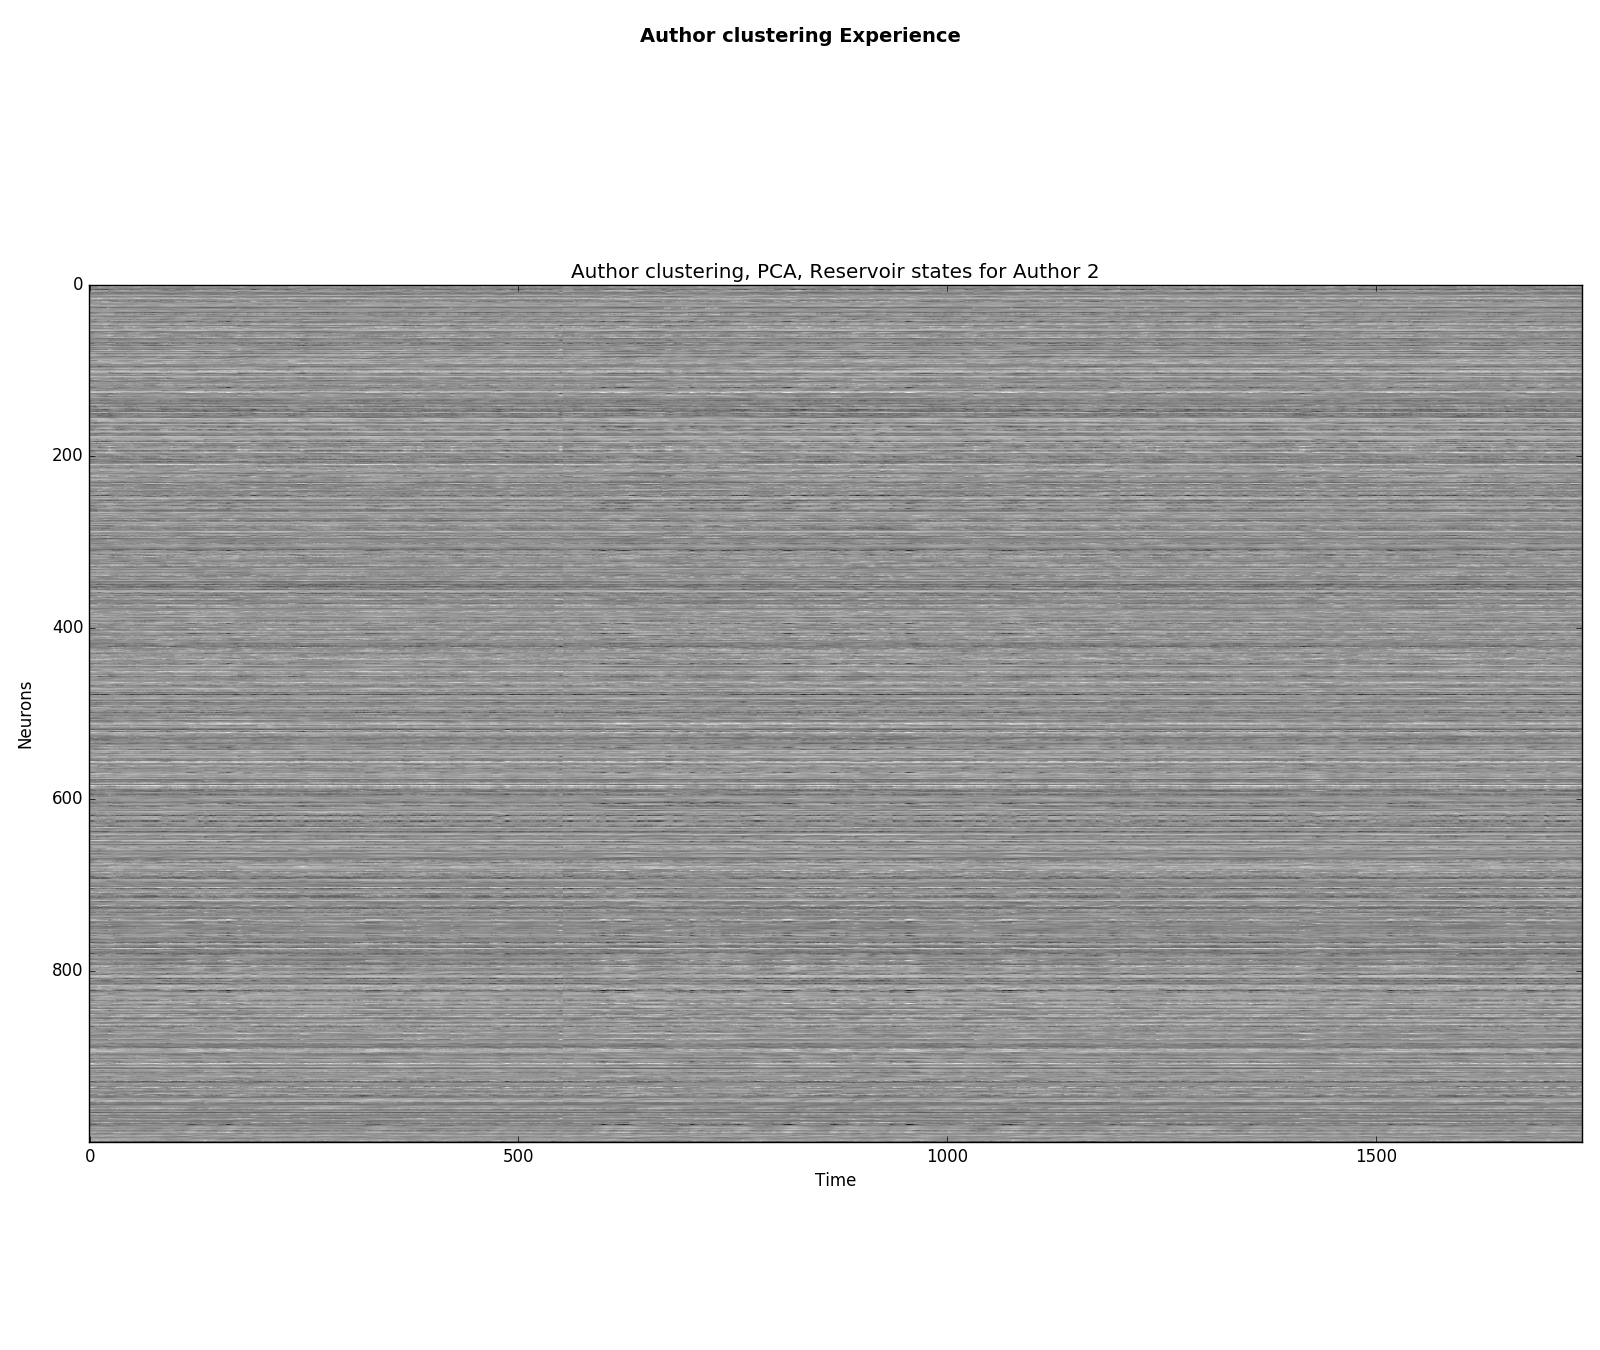 Author clustering Experience
Author clustering, PCA, Reservoir states for Author 2
0
200
400
600
800
Neurons
0 500 1000 1500
Time